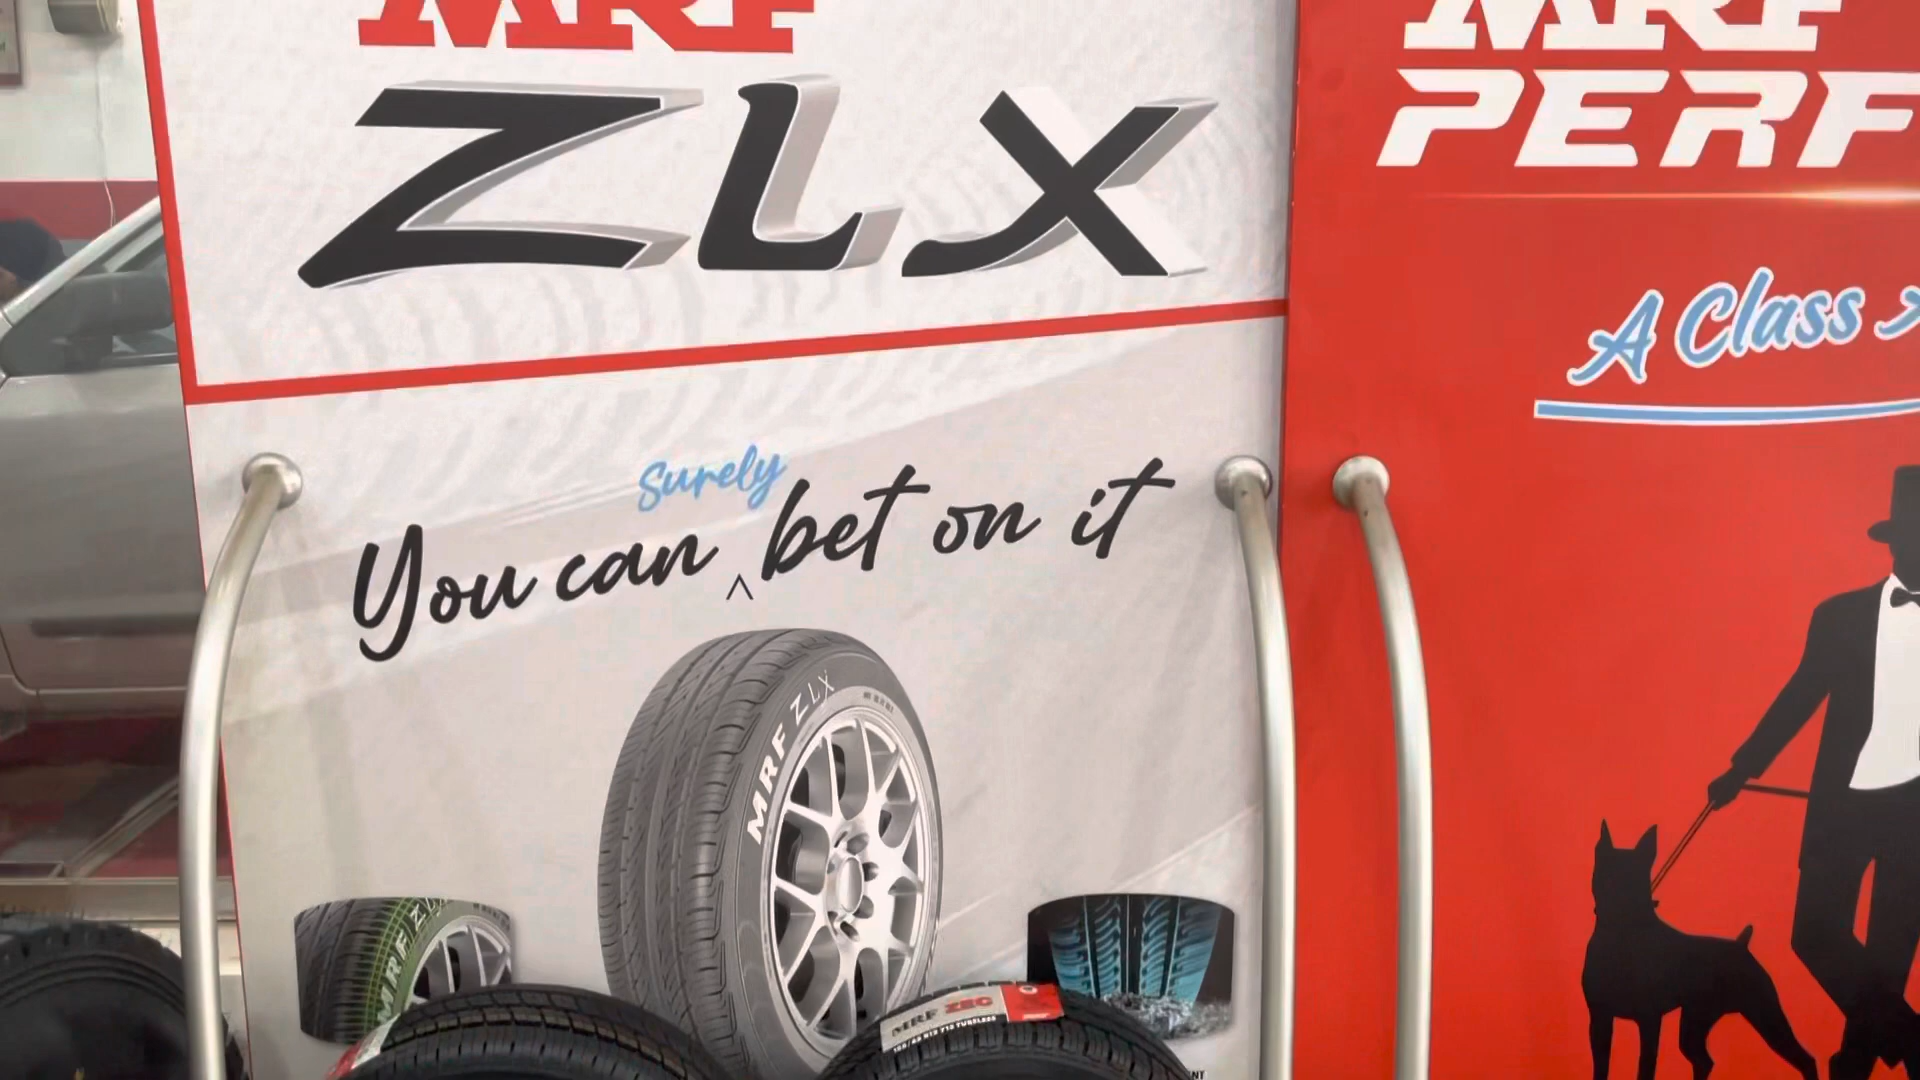 MRF
ZLX
Surely
You can ^ bet on it
MRF ZLX
MRF ZEC
MRF
PERF
A Class